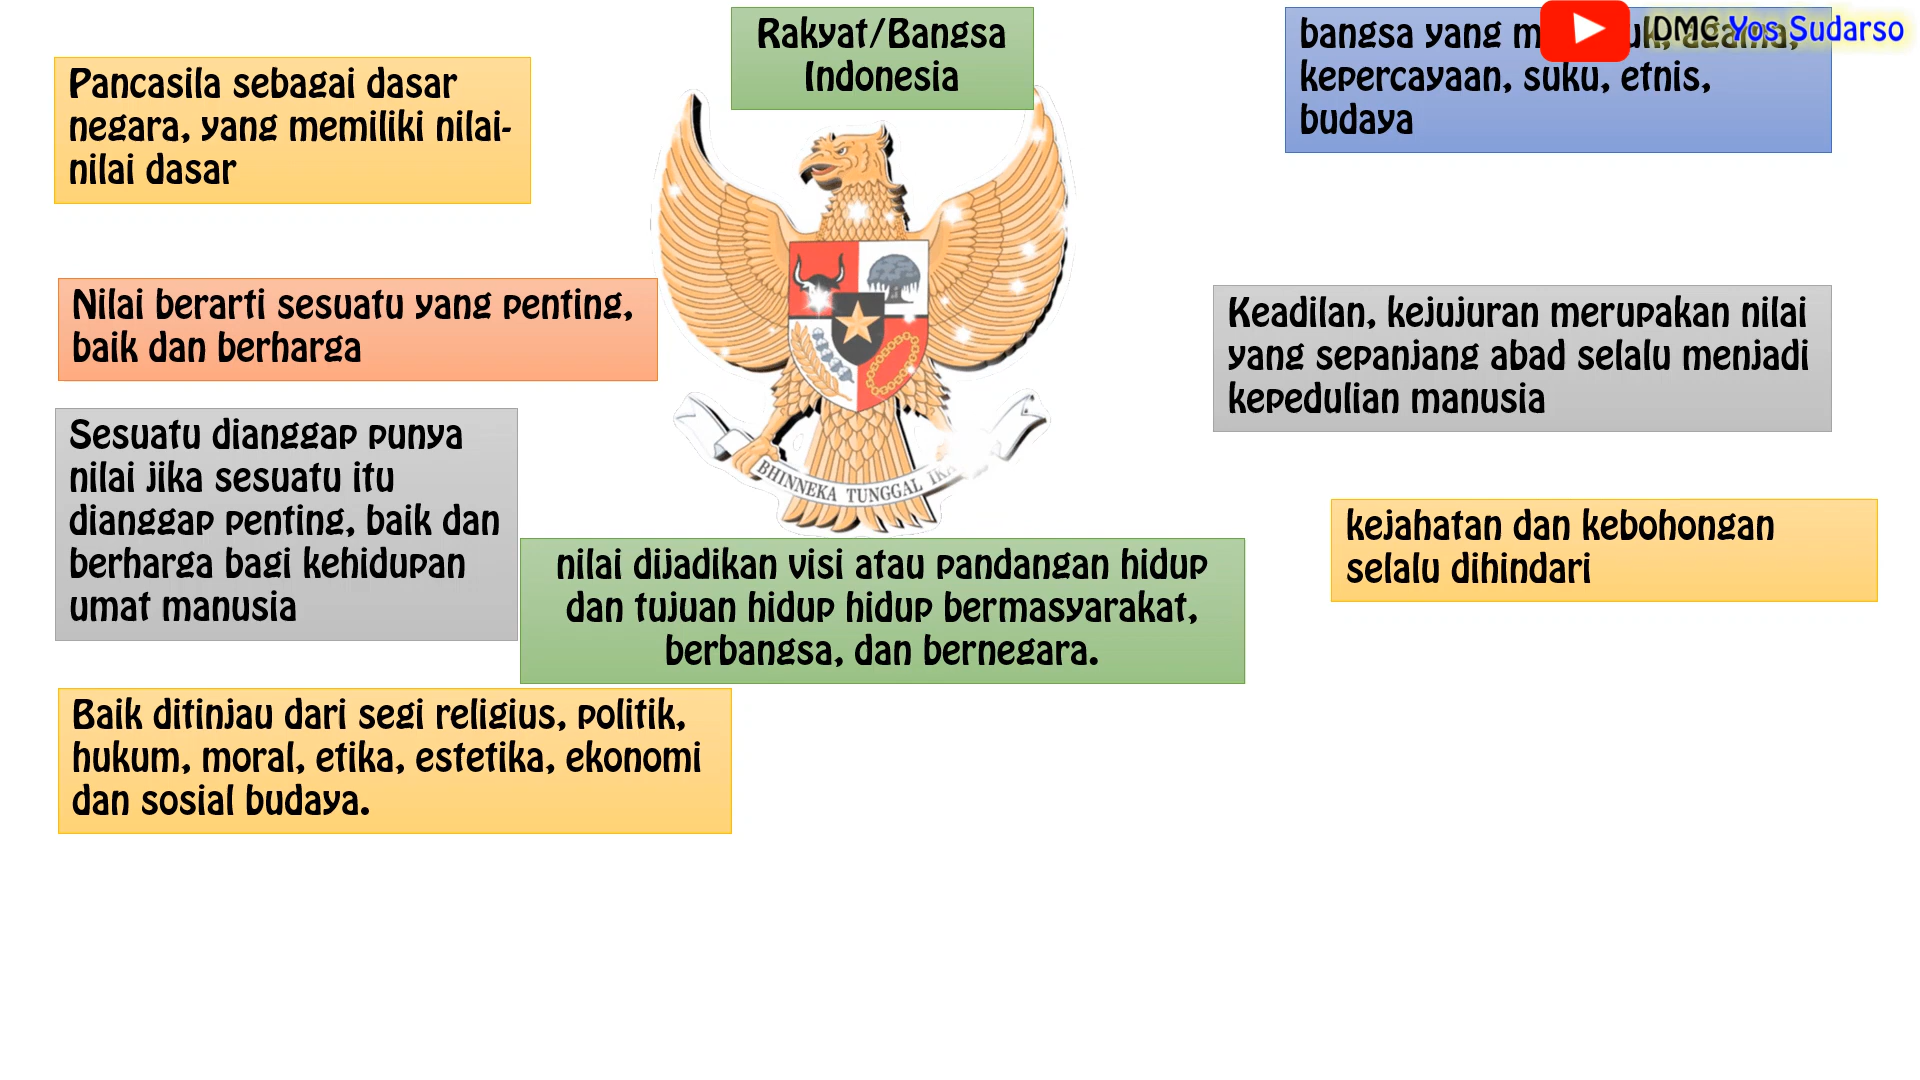 Rakyat/Bangsa
Indonesia
bangsa yang
kepercayaan, suku, etnis,
budaya
IDMC Yos Sudarso
Pancasila sebagai dasar
negara, yang memiliki nilai-
nilai dasar
Nilai berarti sesuatu yang penting,
baik dan berharga
Keadilan, kejujuran merupakan nilai
yang sepanjang abad selalu menjadi
kepedulian manusia
Sesuatu dianggap punya
nilai jika sesuatu itu
dianggap penting, baik dan
berharga bagi kehidupan
umat manusia
BHINNEKA TUNGGAL IKA
kejahatan dan kebohongan
selalu dihindari
nilai dijadikan visi atau pandangan hidup
dan tujuan hidup hidup bermasyarakat,
berbangsa, dan bernegara.
Baik ditinjau dari segi religius, politik,
hukum, moral, etika, estetika, ekonomi
dan sosial budaya.